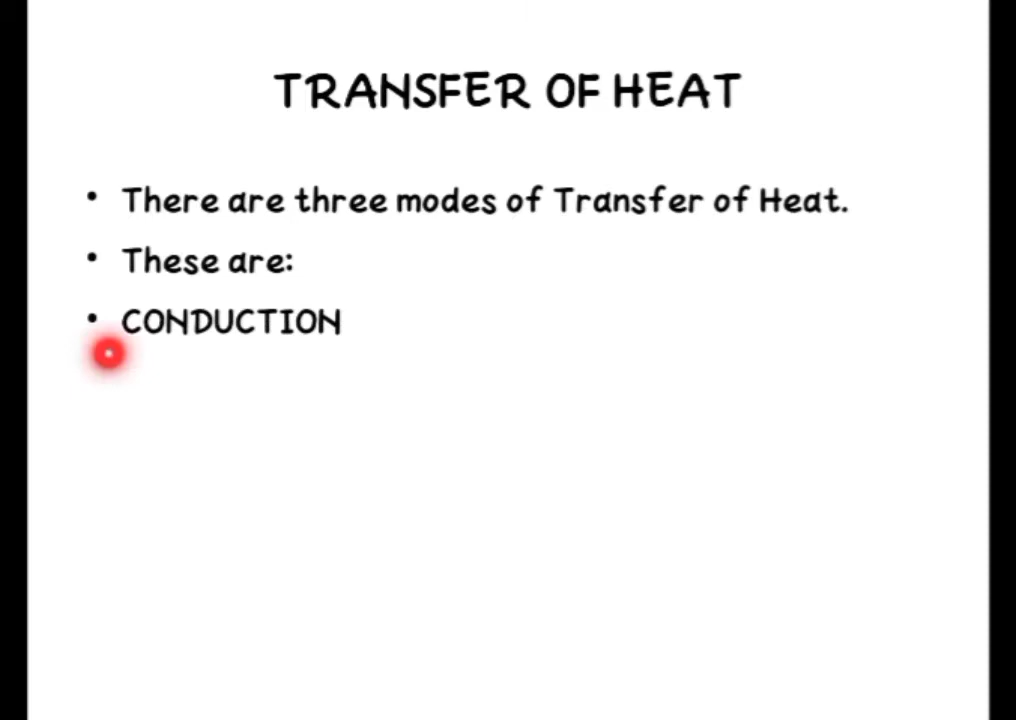 TRANSFER OF HEAT
• There are three modes of Transfer of Heat.
• These are:
• CONDUCTION